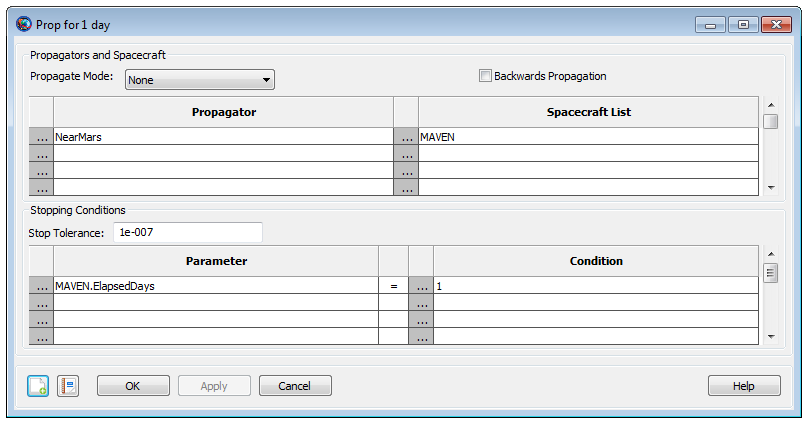 Prop for 1 day
Propagators and Spacecraft
Propagate Mode: None Backwards Propagation
Propagator Spacecraft List
... NearMars ... MAVEN
... ...
... ...
... ...
Stopping Conditions
Stop Tolerance: 1e-007
Parameter Condition
... MAVEN.ElapsedDays = ... 1
... ...
... ...
... ...
OK Apply Cancel Help